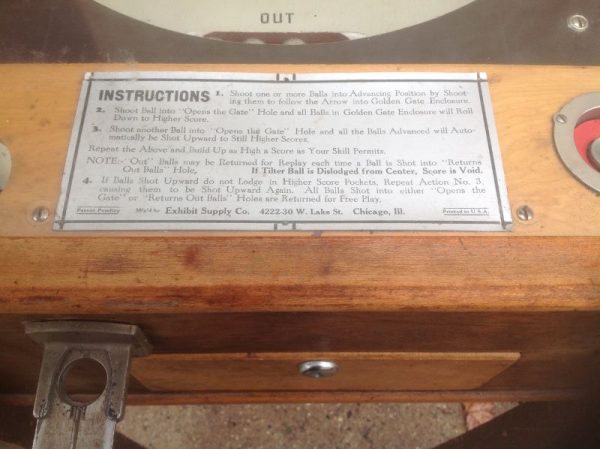 OUT
INSTRUCTIONS 1. Shoot one or more Balls into Advancing Position by Shoot-
ing them to follow the Arrow into Golden Gate Enclosure.
2. Shoot Ball into "Opens the Gate" Hole and all Balls in Golden Gate Enclosure will Roll
Down to Higher Score.
3. Shoot another Ball into "Opens the Gate" Hole and all the Balls Advanced will Auto-
matically be Shot Upward to Still Higher Scores.
Repeat the Above and Build Up as High a Score as Your Skill Permits.
NOTE:- "Out" Balls may be Returned for Replay each time a Ball is Shot into "Returns
Out Balls" Hole, If Tilter Ball is Dislodged from Center, Score is Void.
4. If Balls Shot Upward do not Lodge in Higher Score Pockets, Repeat Action No. 3,
causing them to be Shot Upward Again. All Balls Shot into either "Opens the
Gate" or "Returns Out Balls" Holes are Returned for Free Play.
Patent Pending Mfg'd by Exhibit Supply Co. 4222-30 W. Lake St. Chicago, Ill. Printed in U.S.A.